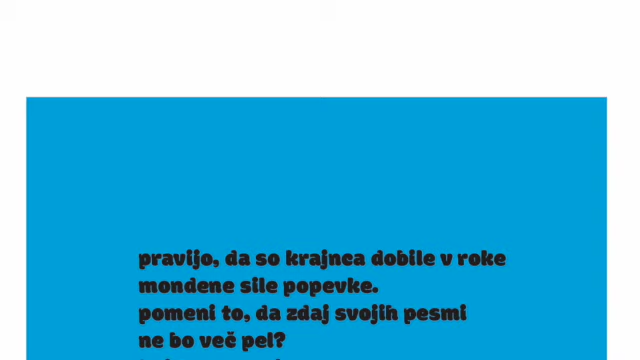 pravijo, da so krajnca dobile v roke
mondene sile popevke.
pomeni to, da zdaj svojih pesmi
ne bo več pel?